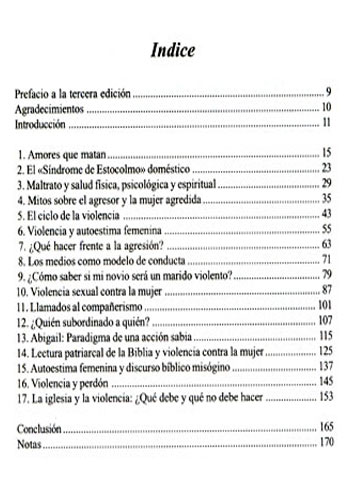 Indice
Prefacio a la tercera edición ........ 9
Agradecimientos ........ 10
Introducción ........ 11
1. Amores que matan ........ 15
2. El «Síndrome de Estocolmo» doméstico ........ 23
3. Maltrato y salud física, psicológica y espiritual ........ 29
4. Mitos sobre el agresor y la mujer agredida ........ 35
5. El ciclo de la violencia ........ 43
6. Violencia y autoestima femenina ........ 55
7. ¿Qué hacer frente a la agresión? ........ 63
8. Los medios como modelo de conducta ........ 71
9. ¿Cómo saber si mi novio será un marido violento? ........ 79
10. Violencia sexual contra la mujer ........ 87
11. Llamados al compañerismo ........ 101
12. ¿Quién subordinado a quién? ........ 107
13. Abigail: Paradigma de una acción sabia ........ 115
14. Lectura patriarcal de la Biblia y violencia contra la mujer ........ 125
15. Autoestima femenina y discurso bíblico misógino ........ 137
16. Violencia y perdón ........ 145
17. La iglesia y la violencia: ¿Qué debe y qué no debe hacer ........ 153
Conclusión ........ 165
Notas ........ 170